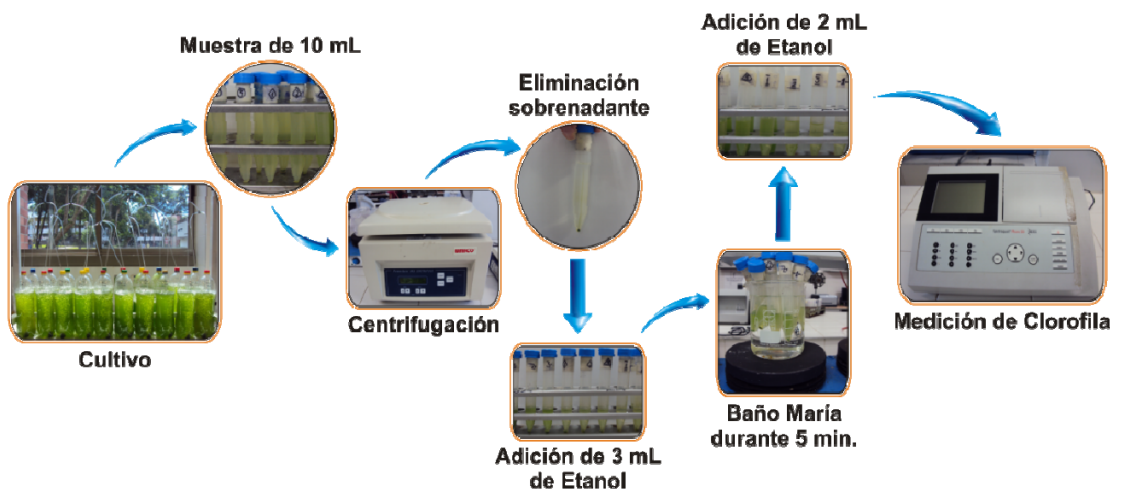 Cultivo
Muestra de 10 mL
Centrifugación
Eliminación
sobrenadante
Adición de 3 mL
de Etanol
Baño María
durante 5 min.
Adición de 2 mL
de Etanol
Medición de Clorofila